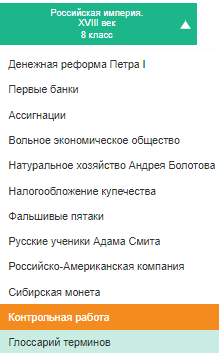 Российская империя.
XVIII век
8 класс
Денежная реформа Петра I
Первые банки
Ассигнации
Вольное экономическое общество
Натуральное хозяйство Андрея Болотова
Налогообложение купечества
Фальшивые пятаки
Русские ученики Адама Смита
Российско-Американская компания
Сибирская монета
Контрольная работа
Глоссарий терминов